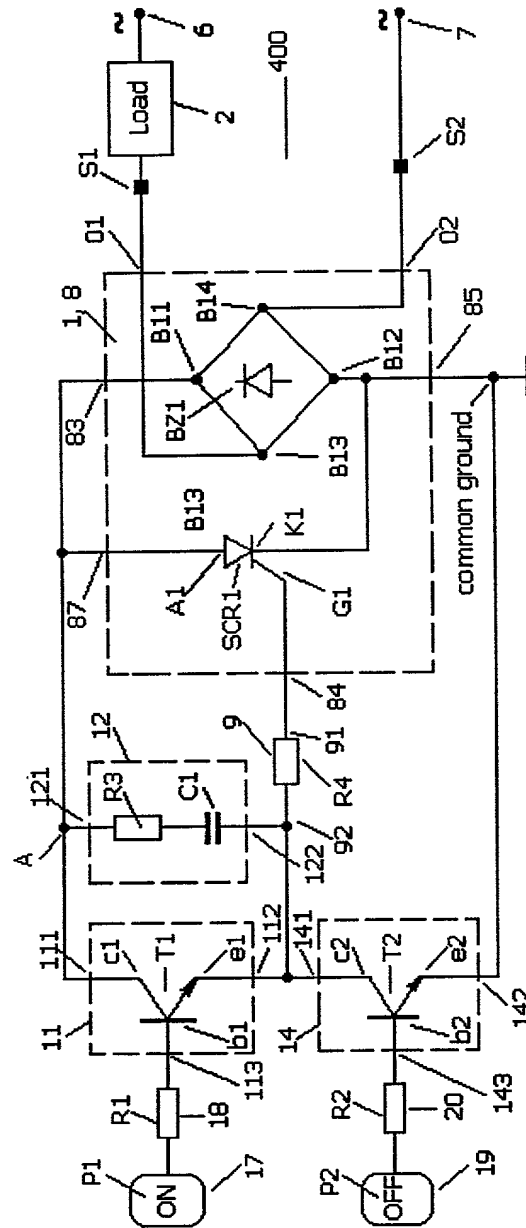 A
121
12
87
83
1, 8
01
S1
Load
~
6
2
111
11
c1
T1
e1
b1
112
113
R1
18
P1
ON
17
R3
C1
122
92
9
91
R4
84
A1
SCR1
K1
G1
B13
BZ1
B11
B14
B12
B13
85
02
S2
400
~
7
common ground
141
14
c2
T2
e2
b2
142
143
R2
20
P2
OFF
19